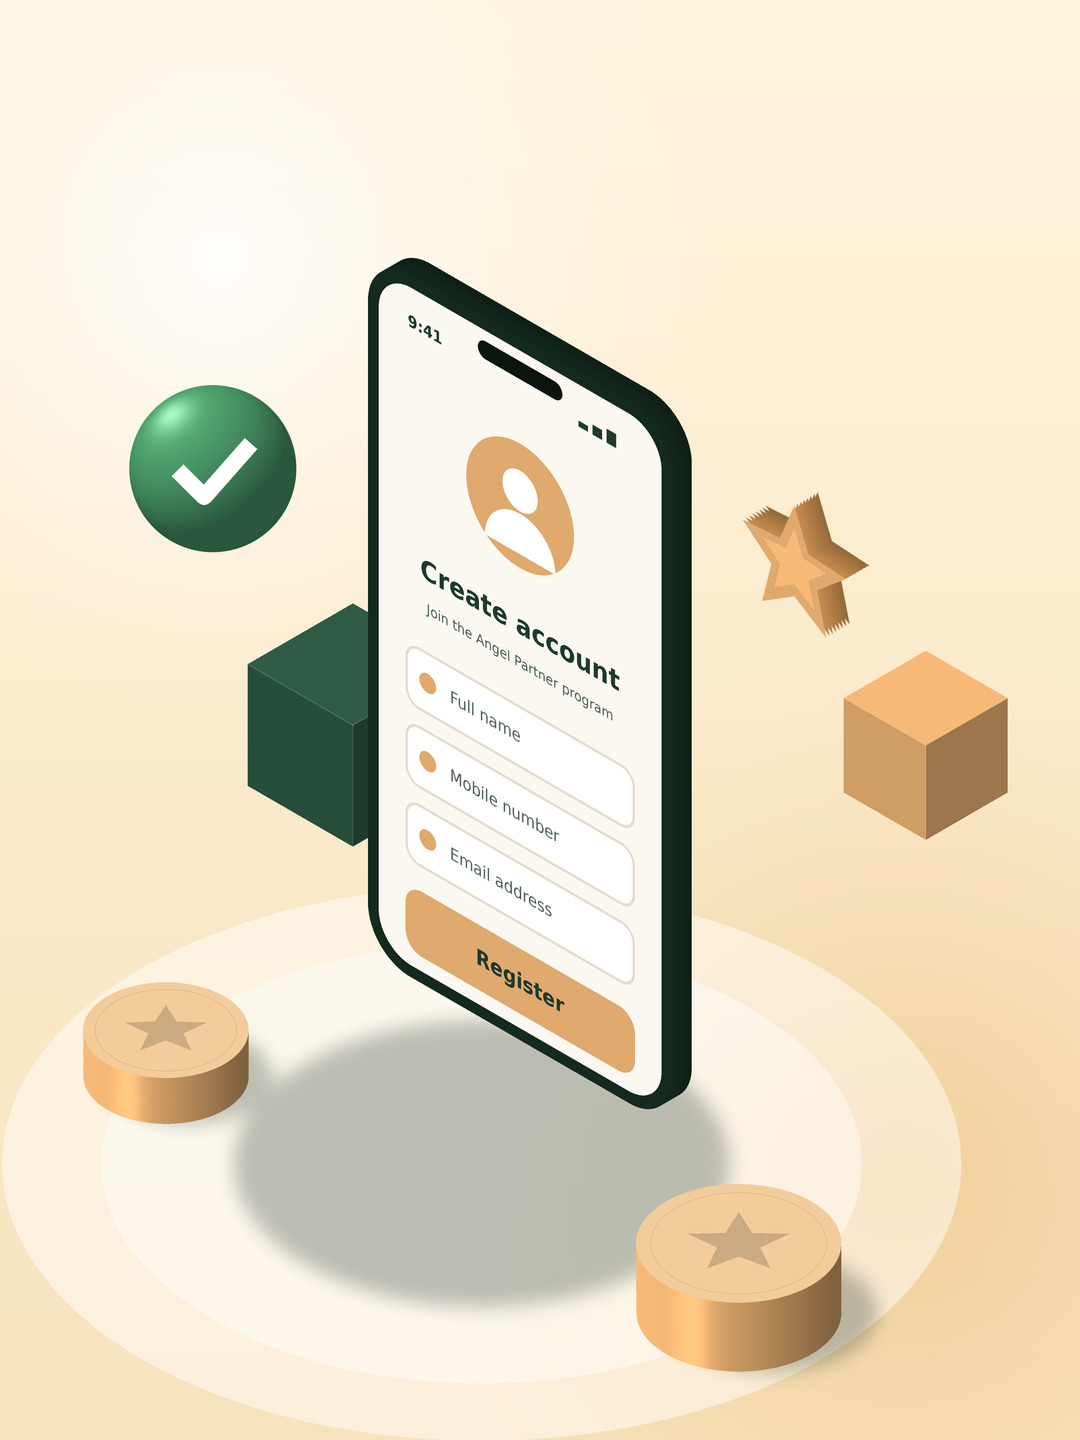 9:41
Create account
Join the Angel Partner program
Full name
Mobile number
Email address
Register